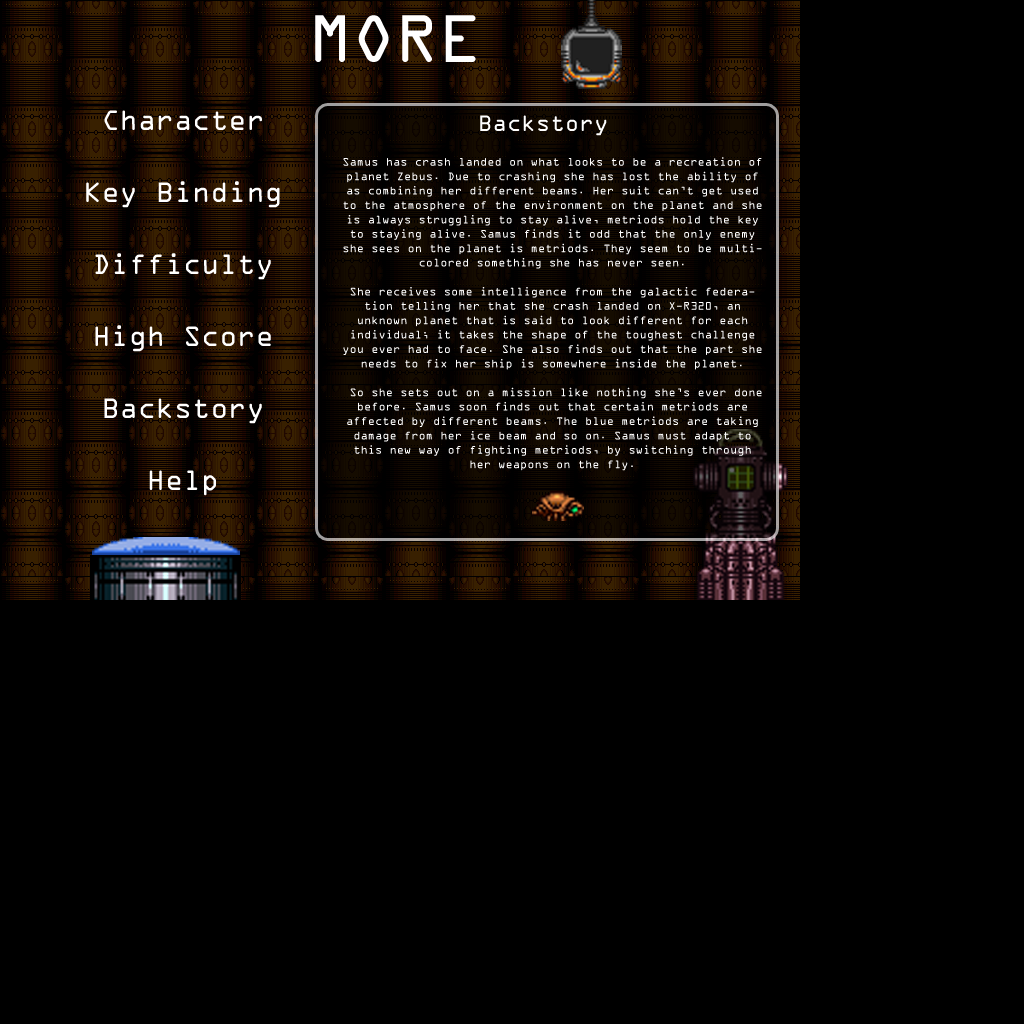 MORE
Character
Key Binding
Difficulty
High Score
Backstory
Help
Backstory
Samus has crash landed on what looks to be a recreation of
planet Zebus. Due to crashing she has lost the ability of
as combining her different beams. Her suit can't get used
to the atmosphere of the environment on the planet and she
is always struggling to stay alive, metriods hold the key
to staying alive. Samus finds it odd that the only enemy
she sees on the planet is metriods. They seem to be multi-
colored something she has never seen.
She receives some intelligence from the galactic federa-
tion telling her that she crash landed on X-R32D, an
unknown planet that is said to look different for each
individual; it takes the shape of the toughest challenge
you ever had to face. She also finds out that the part she
needs to fix her ship is somewhere inside the planet.
So she sets out on a mission like nothing she's ever done
before. Samus soon finds out that certain metriods are
affected by different beams. The blue metriods are taking
damage from her ice beam and so on. Samus must adapt to
this new way of fighting metriods, by switching through
her weapons on the fly.